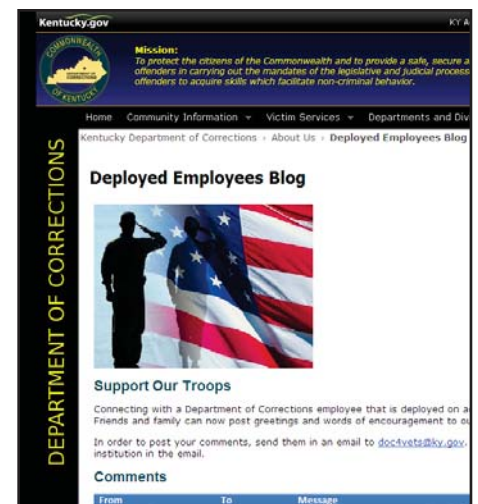 Kentucky.gov
KY A
COMMONWEALTH
OF KENTUCKY
Mission:
To protect the citizens of the Commonwealth and to provide a safe, secure a
offenders in carrying out the mandates of the legislative and judicial process
offenders to acquire skills which facilitate non-criminal behavior.
Home Community Information Victim Services Departments and Div
Kentucky Department of Corrections › About Us › Deployed Employees Blog
DEPARTMENT OF CORRECTIONS
Deployed Employees Blog
Support Our Troops
Connecting with a Department of Corrections employee that is deployed on a
Friends and family can now post greetings and words of encouragement to ou
In order to post your comments, send them in an email to doc4vets@ky.gov.
institution in the email.
Comments
From To Message